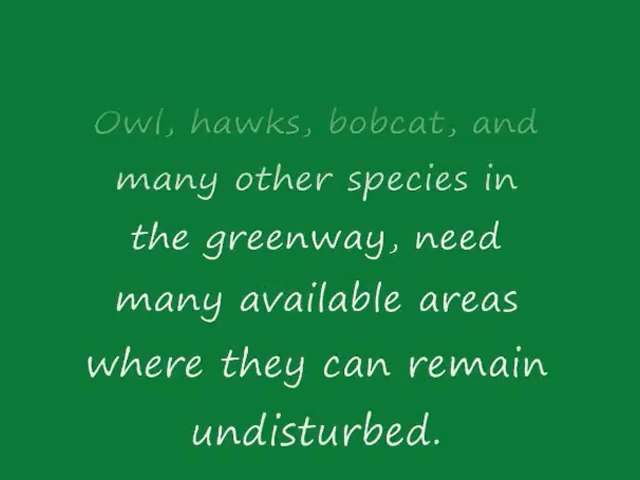 Owl, hawks, bobcat, and
many other species in
the greenway, need
many available areas
where they can remain
undisturbed.